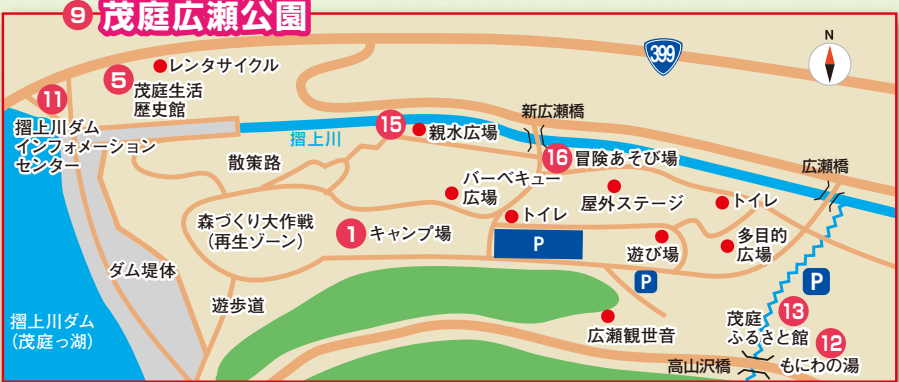 9 茂庭広瀬公園
N
399
レンタサイクル
5
茂庭生活
歴史館
11
摺上川ダム
インフォメーション
センター
摺上川
15
親水広場
新広瀬橋
16 冒険あそび場
広瀬橋
散策路
バーベキュー
広場
屋外ステージ
トイレ
トイレ
森づくり大作戦
(再生ゾーン)
1 キャンプ場
P
遊び場
多目的
広場
ダム堤体
P
P
遊歩道
摺上川ダム
(茂庭っ湖)
広瀬観世音
茂庭
ふるさと館
13
12
高山沢橋
もにわの湯